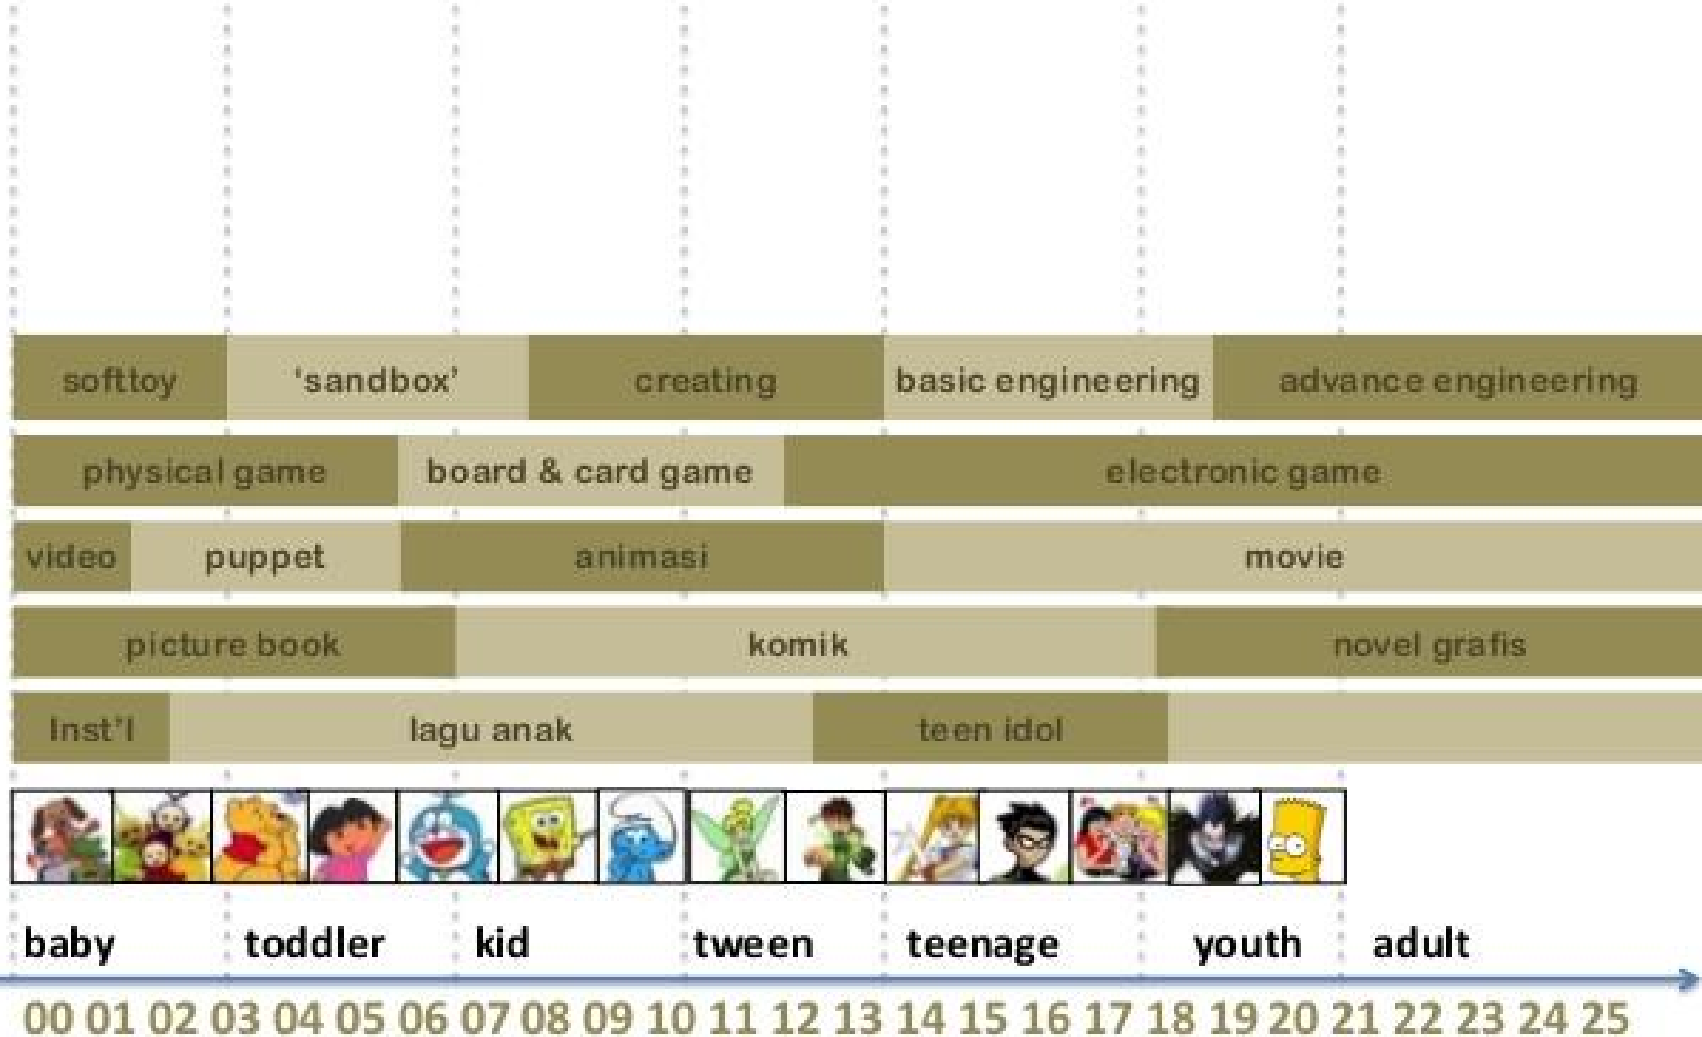 softtoy 'sandbox' creating basic engineering advance engineering
physical game board & card game electronic game
video puppet animasi movie
picture book komik novel grafis
Inst'l lagu anak teen idol
baby toddler kid tween teenage youth adult
00 01 02 03 04 05 06 07 08 09 10 11 12 13 14 15 16 17 18 19 20 21 22 23 24 25